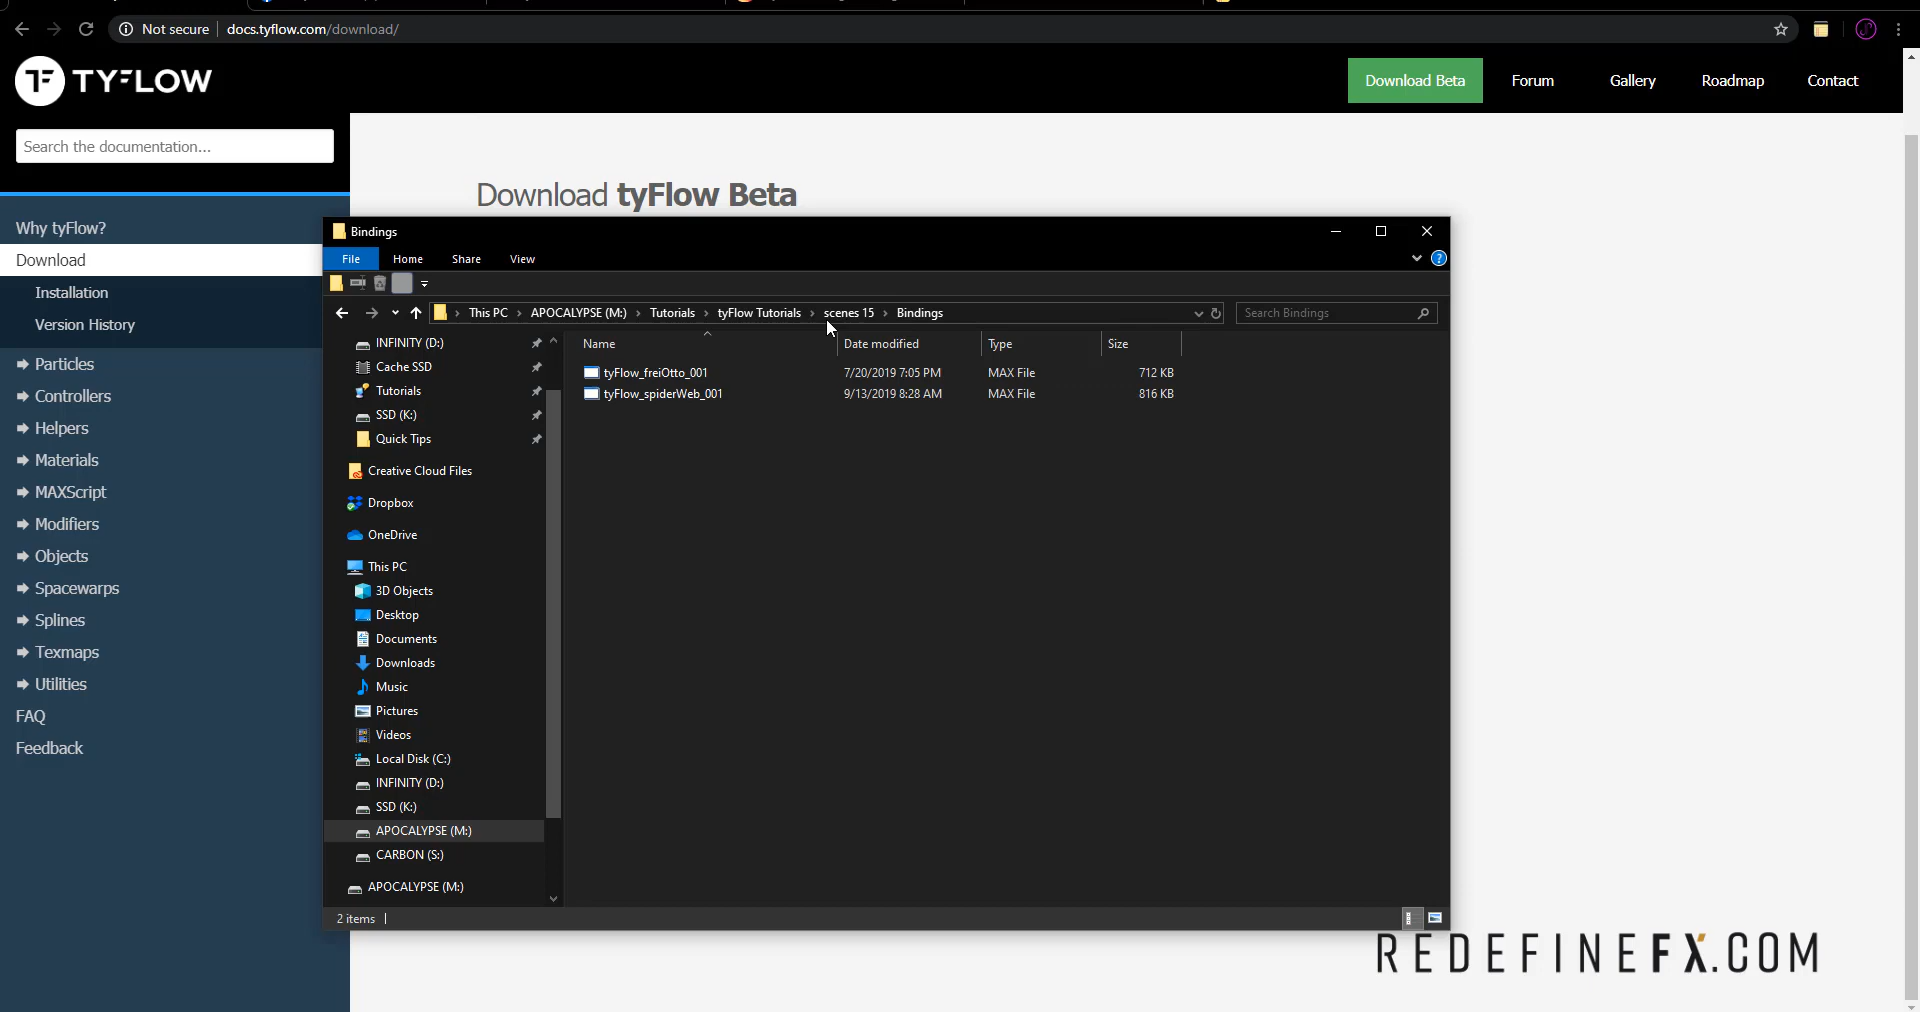 Not secure docs.tyflow.com/download/
TYFLOW
Download Beta Forum Gallery Roadmap Contact
Search the documentation...
Download tyFlow Beta
Why tyFlow?
Download
Installation
Version History
Particles
Controllers
Helpers
Materials
MAXScript
Modifiers
Objects
Spacewarps
Splines
Texmaps
Utilities
FAQ
Feedback
Bindings
File Home Share View
This PC APOCALYPSE (M:) Tutorials tyFlow Tutorials scenes 15 Bindings
Search Bindings
Name Date modified Type Size
tyFlow_freiOtto_001 7/20/2019 7:05 PM MAX File 712 KB
tyFlow_spiderWeb_001 9/13/2019 8:28 AM MAX File 816 KB
INFINITY (D:)
Cache SSD
Tutorials
SSD (K:)
Quick Tips
Creative Cloud Files
Dropbox
OneDrive
This PC
3D Objects
Desktop
Documents
Downloads
Music
Pictures
Videos
Local Disk (C:)
INFINITY (D:)
SSD (K:)
APOCALYPSE (M:)
CARBON (S:)
APOCALYPSE (M:)
2 items
REDEFINEFX.COM